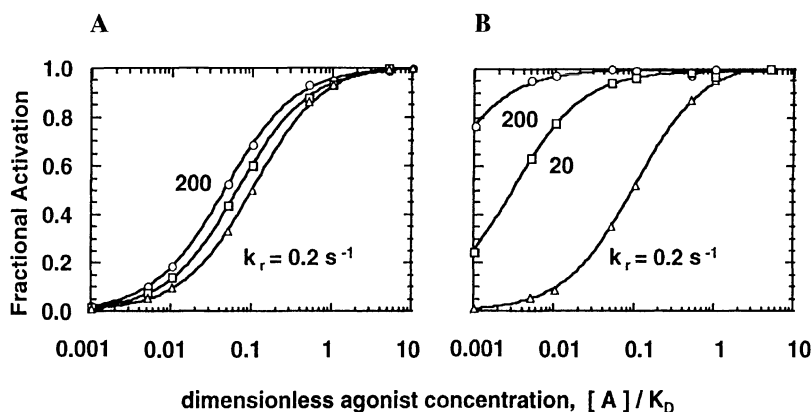 A
B
Fractional Activation
1.0
0.8
0.6
0.4
0.2
0.0
200
k r = 0.2 s -1
200
20
k r = 0.2 s -1
0.001 0.01 0.1 1 10
0.001 0.01 0.1 1 10
dimensionless agonist concentration, [ A ] / K D